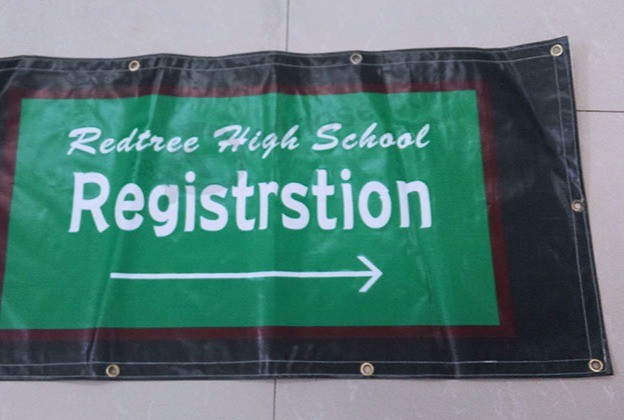 Redtree High School
Registrstion